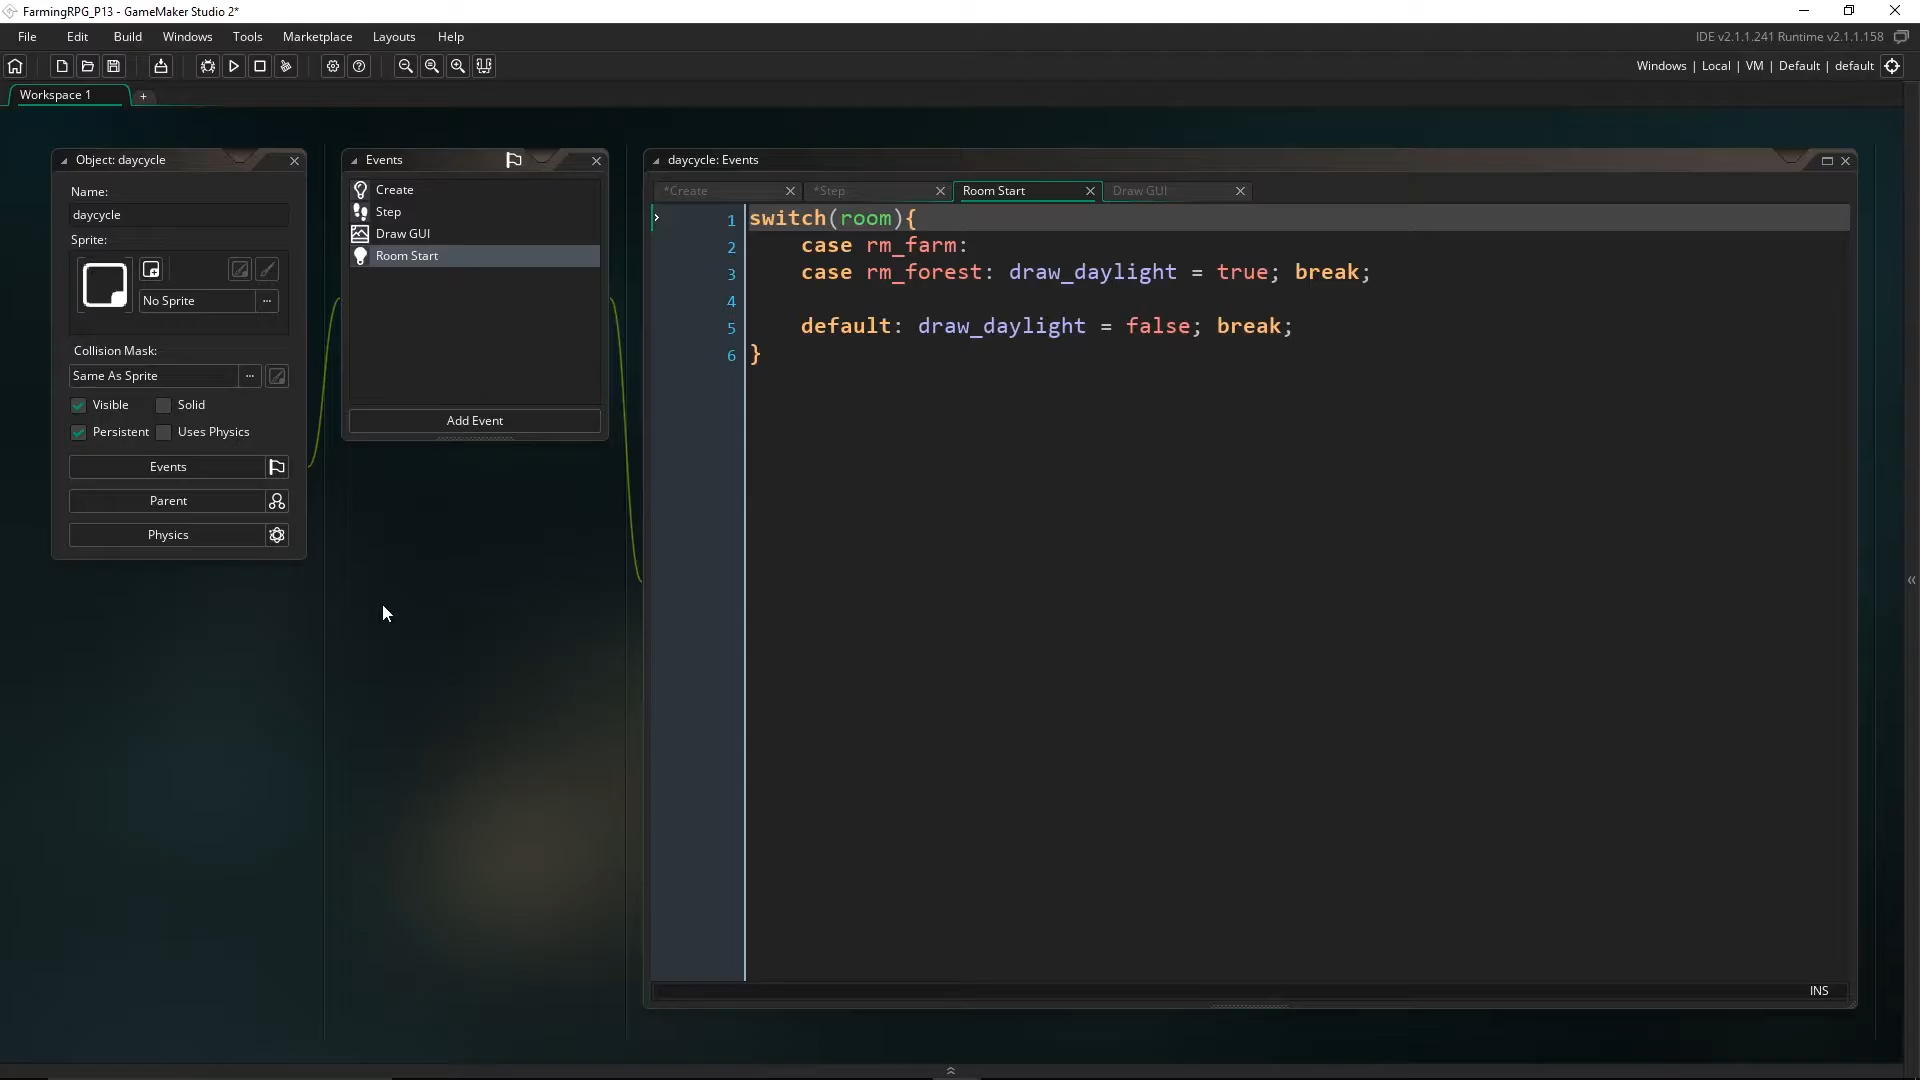 FarmingRPG_P13 - GameMaker Studio 2*
File Edit Build Windows Tools Marketplace Layouts Help
IDE v2.1.1.241 Runtime v2.1.1.158
Windows | Local | VM | Default | default
Workspace 1
+
Object: daycycle
Name:
daycycle
Sprite:
No Sprite
...
Collision Mask:
Same As Sprite
...
Visible Solid
Persistent Uses Physics
Events
Parent
Physics
Events
Create
Step
Draw GUI
Room Start
Add Event
daycycle: Events
*Create *Step Room Start Draw GUI
1 switch(room){
2 case rm_farm:
3 case rm_forest: draw_daylight = true; break;
4
5 default: draw_daylight = false; break;
6 }
INS